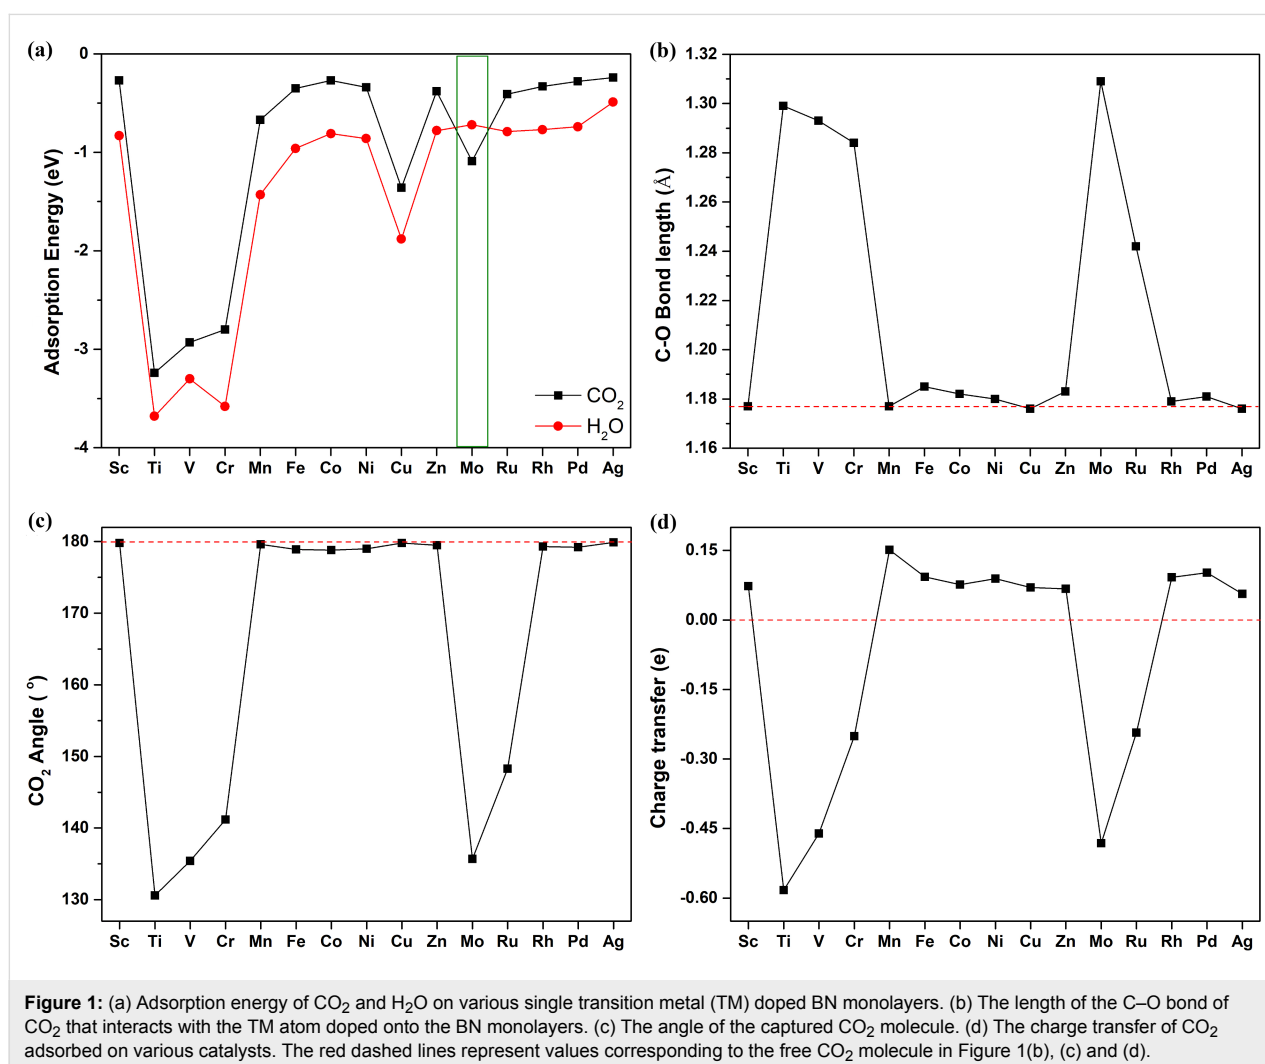 (a)
0
-1
-2
-3
-4
Adsorption Energy (eV)
CO2
H2O
Sc Ti V Cr Mn Fe Co Ni Cu Zn Mo Ru Rh Pd Ag
(b)
1.32
1.30
1.28
1.26
1.24
1.22
1.20
1.18
1.16
C-O Bond length (Å)
Sc Ti V Cr Mn Fe Co Ni Cu Zn Mo Ru Rh Pd Ag
(c)
180
170
160
150
140
130
CO2 Angle ( °)
Sc Ti V Cr Mn Fe Co Ni Cu Zn Mo Ru Rh Pd Ag
(d)
0.15
0.00
-0.15
-0.30
-0.45
-0.60
Charge transfer (e)
Sc Ti V Cr Mn Fe Co Ni Cu Zn Mo Ru Rh Pd Ag
Figure 1: (a) Adsorption energy of CO2 and H2O on various single transition metal (TM) doped BN monolayers. (b) The length of the C–O bond of
CO2 that interacts with the TM atom doped onto the BN monolayers. (c) The angle of the captured CO2 molecule. (d) The charge transfer of CO2
adsorbed on various catalysts. The red dashed lines represent values corresponding to the free CO2 molecule in Figure 1(b), (c) and (d).